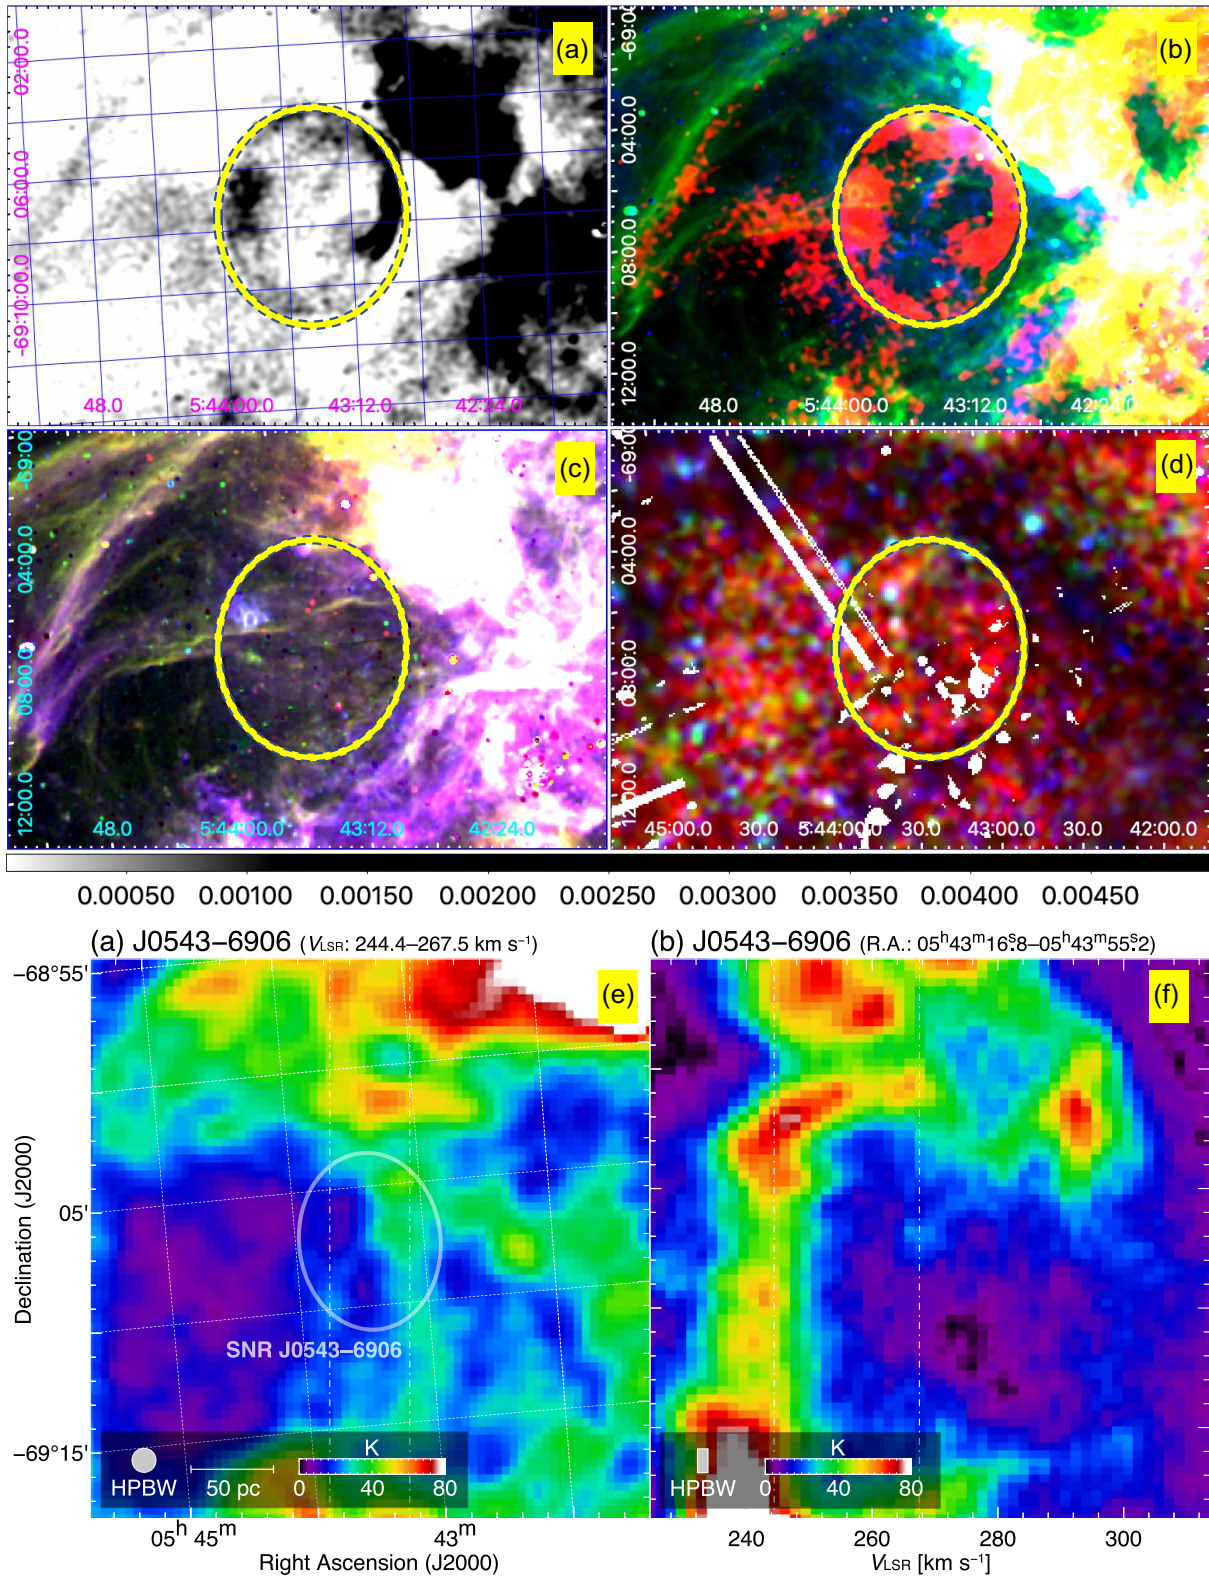 (a)
02:00.0
06:00.0
-69:10:00.0
48.0
5:44:00.0
43:12.0
42:24.0
(b)
-69:00
04:00.0
08:00.0
12:00.0
48.0
5:44:00.0
43:12.0
42:24.0
(c)
-69:00
04:00.0
08:00.0
12:00.0
48.0
5:44:00.0
43:12.0
42:24.0
(d)
-69:00
04:00.0
08:00.0
12:00.0
45:00.0
30.0
5:44:00.0
30.0
43:00.0
30.0
42:00.0
0.00050
0.00100
0.00150
0.00200
0.00250
0.00300
0.00350
0.00400
0.00450
(a) J0543−6906 (VLSR: 244.4–267.5 km s⁻¹)
(e)
−68°55'
05'
−69°15'
Declination (J2000)
SNR J0543–6906
HPBW
50 pc
K
0
40
80
05ʰ 45ᵐ
43ᵐ
Right Ascension (J2000)
(b) J0543−6906 (R.A.: 05ʰ43ᵐ16ˢ.8–05ʰ43ᵐ55ˢ.2)
(f)
HPBW
K
0
40
80
240
260
280
300
VLSR [km s⁻¹]